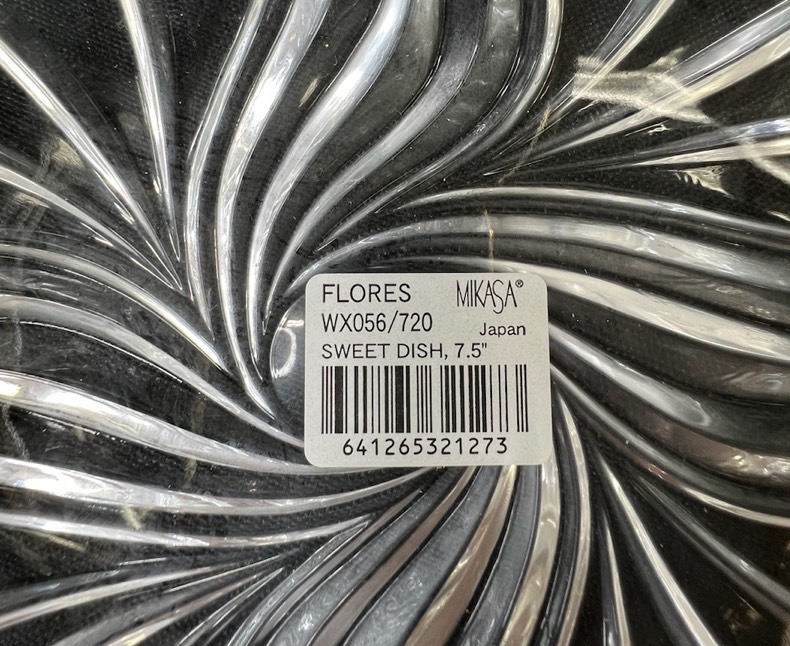 FLORES MIKASA®
WX056/720 Japan
SWEET DISH, 7.5"
641265321273